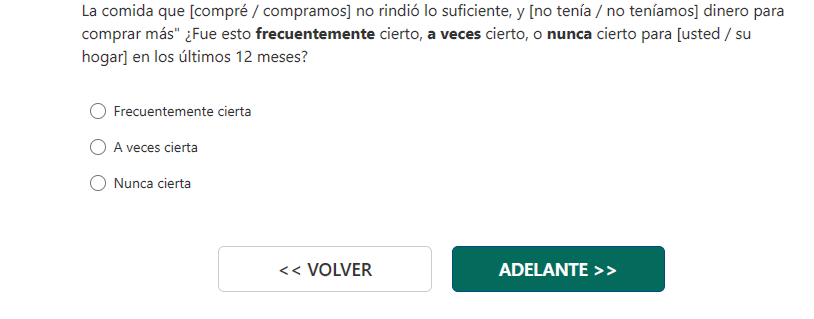 La comida que [compré / compramos] no rindió lo suficiente, y [no tenía / no teníamos] dinero para
comprar más" ¿Fue esto frecuentemente cierto, a veces cierto, o nunca cierto para [usted / su
hogar] en los últimos 12 meses?
Frecuentemente cierta
A veces cierta
Nunca cierta
<< VOLVER
ADELANTE >>